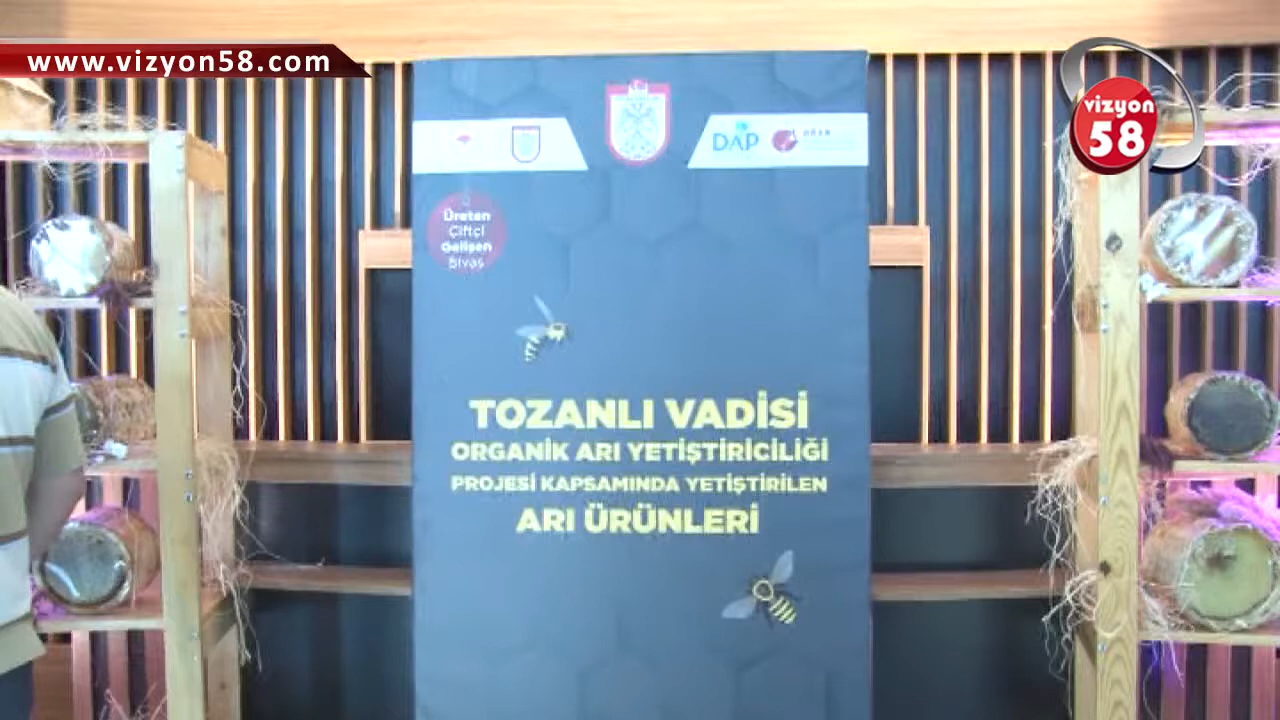 www.vizyon58.com
vizyon
58
DAP
Üreten
Çiftçi
Gelişen
Sivas
TOZANLI VADİSİ
ORGANİK ARI YETİŞTİRİCİLİĞİ
PROJESİ KAPSAMINDA YETİŞTİRİLEN
ARI ÜRÜNLERİ